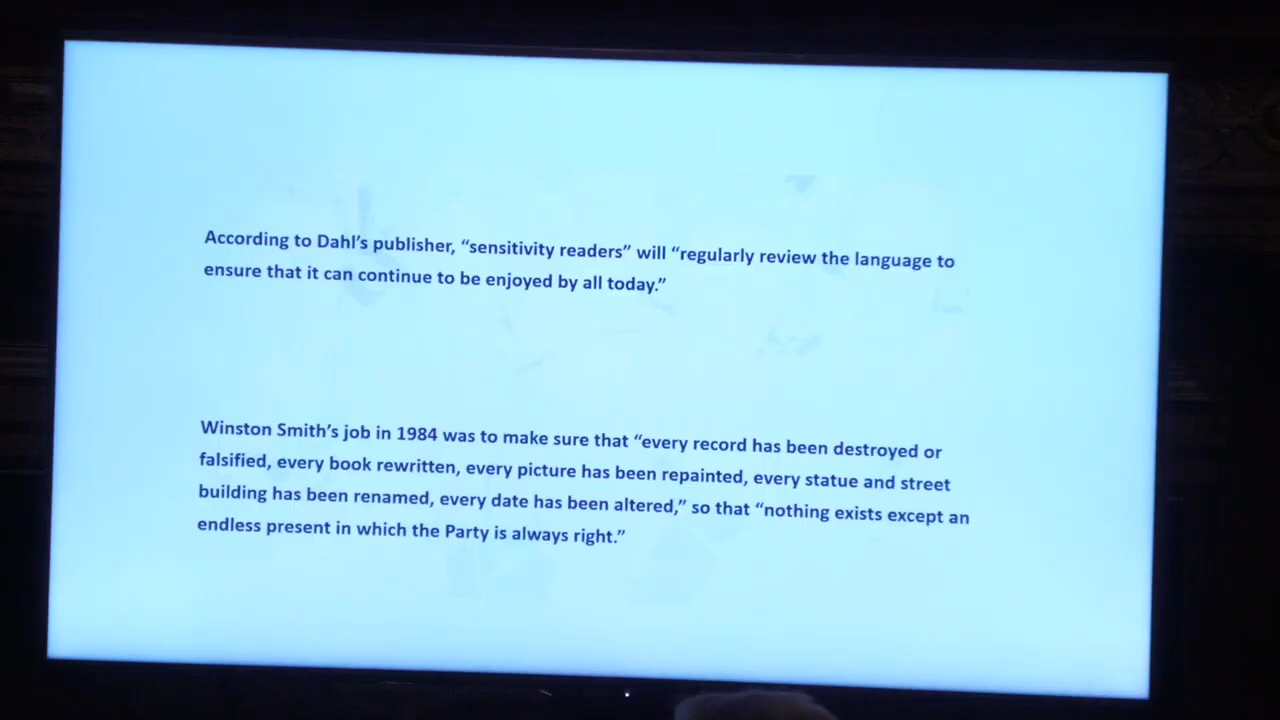 According to Dahl’s publisher, “sensitivity readers” will “regularly review the language to
ensure that it can continue to be enjoyed by all today.”
Winston Smith’s job in 1984 was to make sure that “every record has been destroyed or
falsified, every book rewritten, every picture has been repainted, every statue and street
building has been renamed, every date has been altered,” so that “nothing exists except an
endless present in which the Party is always right.”